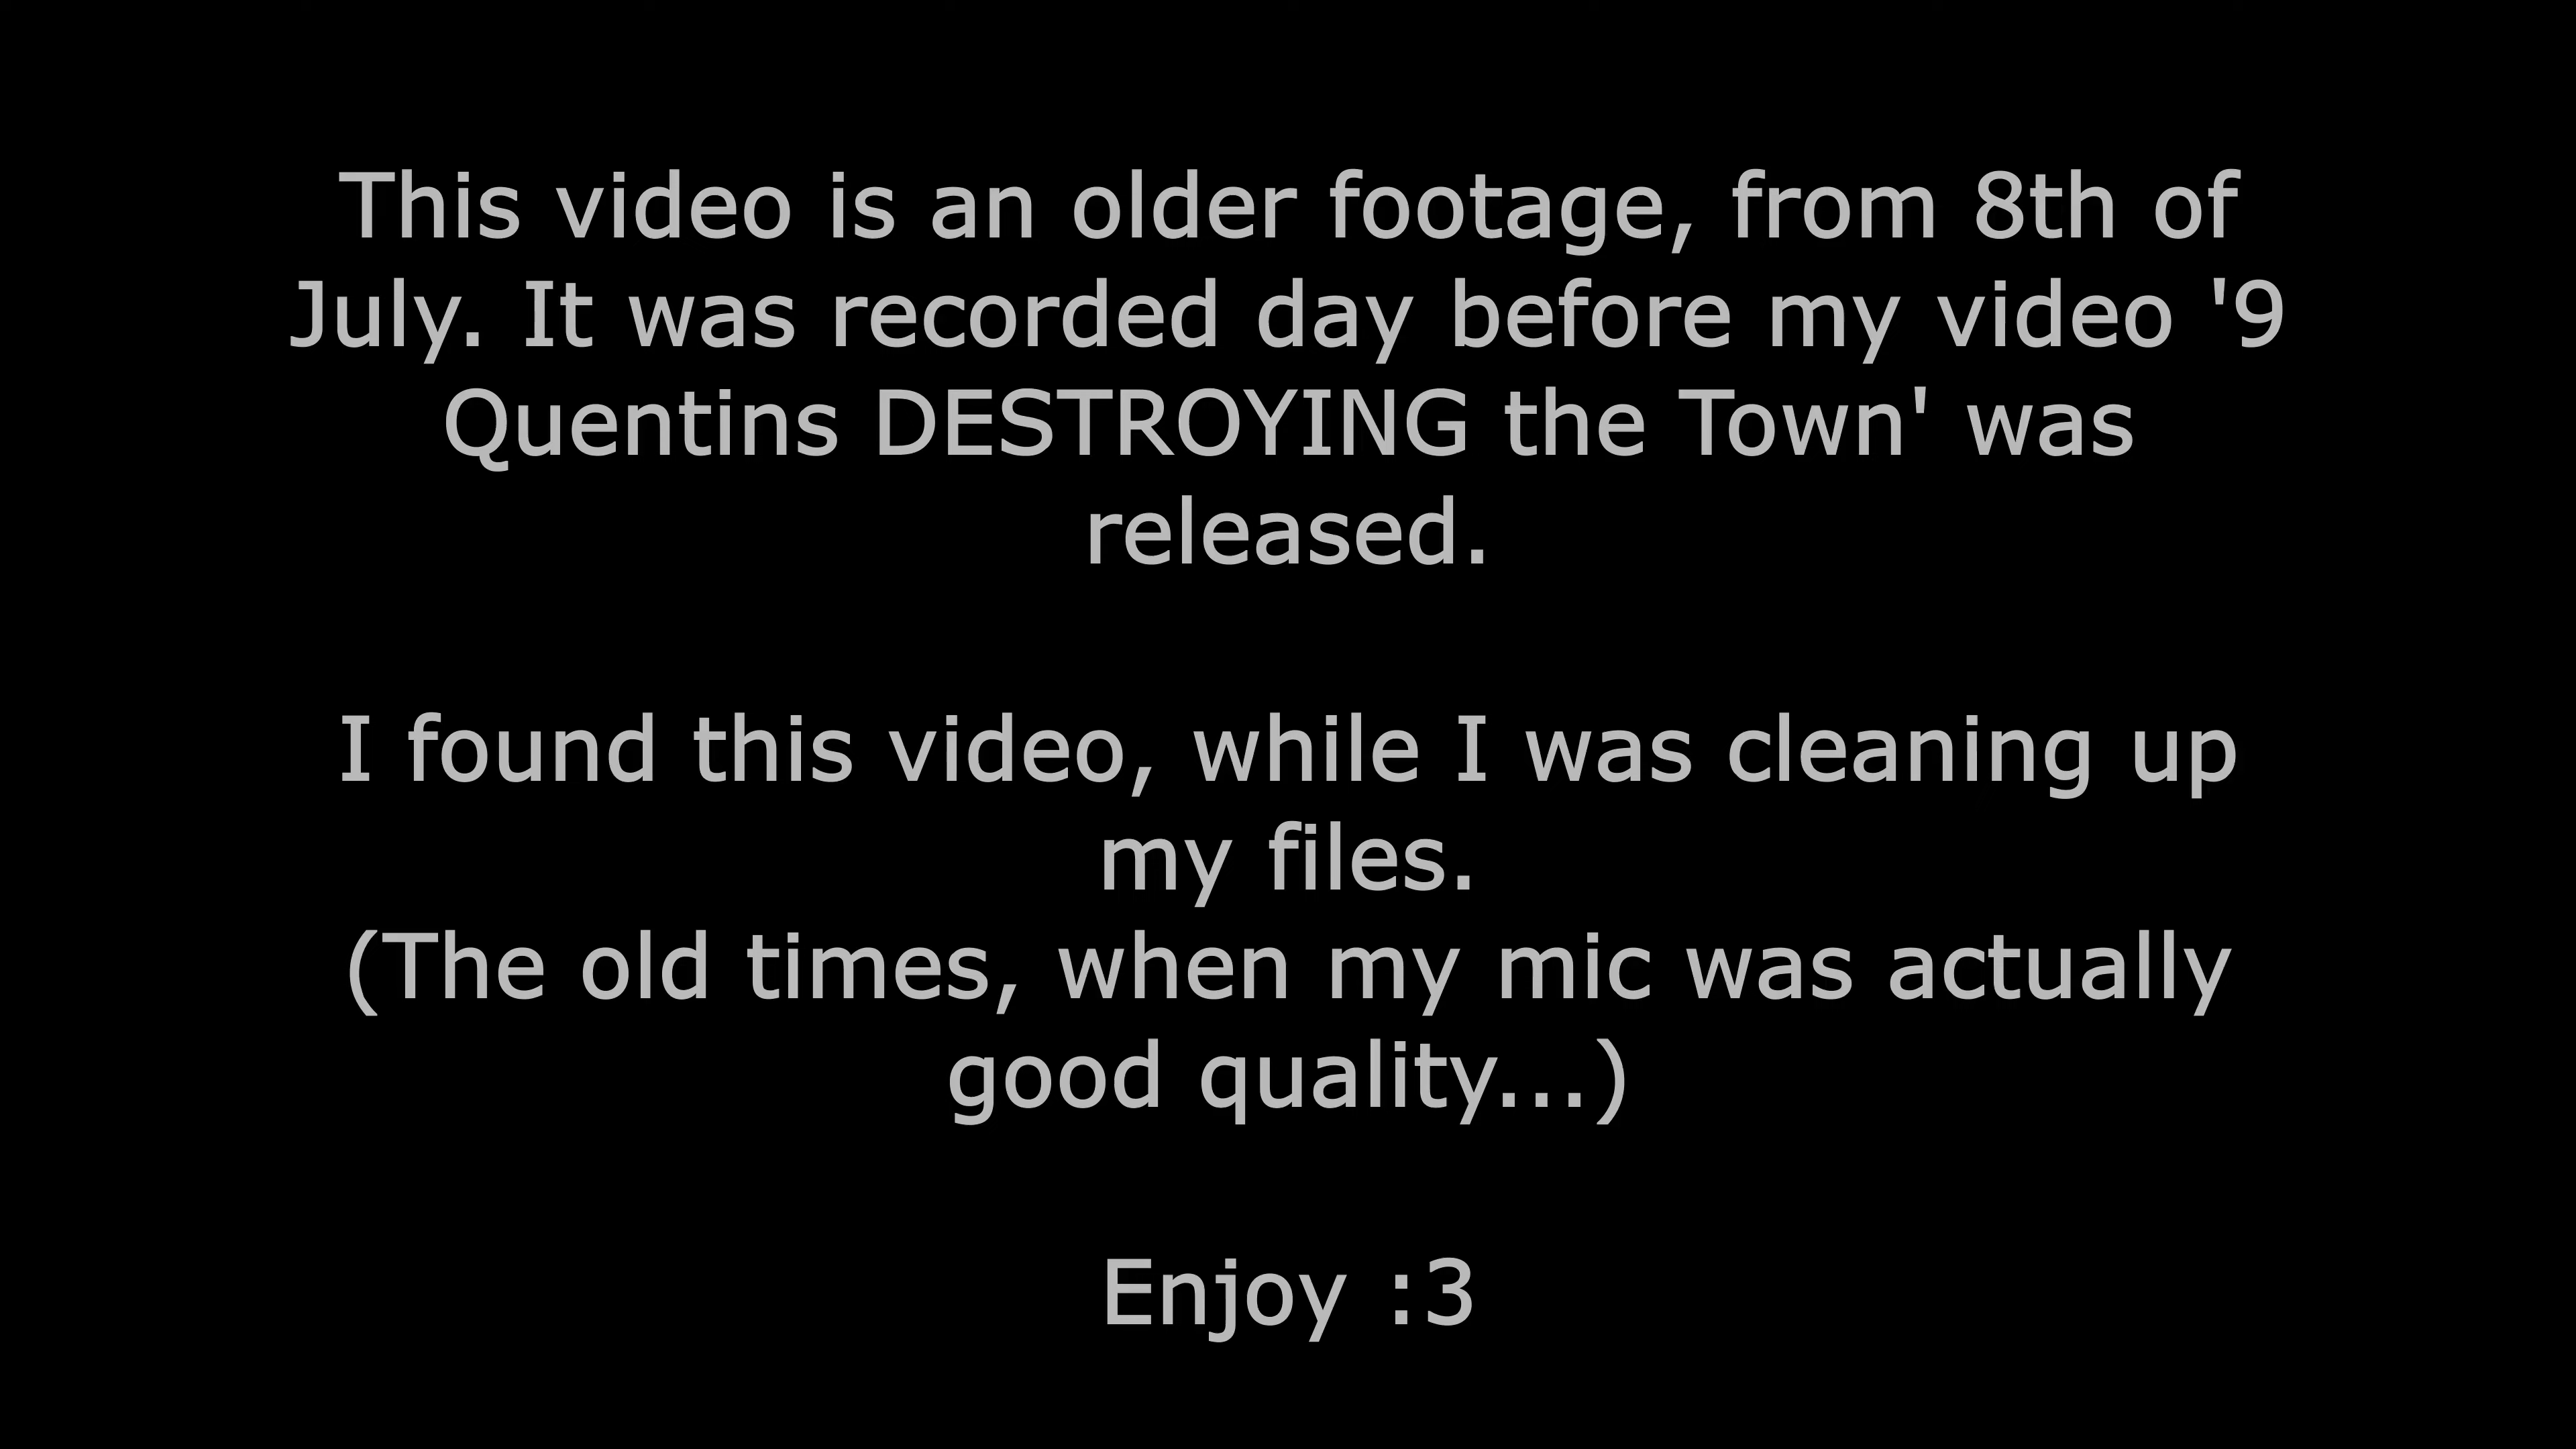 This video is an older footage, from 8th of
July. It was recorded day before my video '9
Quentins DESTROYING the Town' was
released.
I found this video, while I was cleaning up
my files.
(The old times, when my mic was actually
good quality...)
Enjoy :3